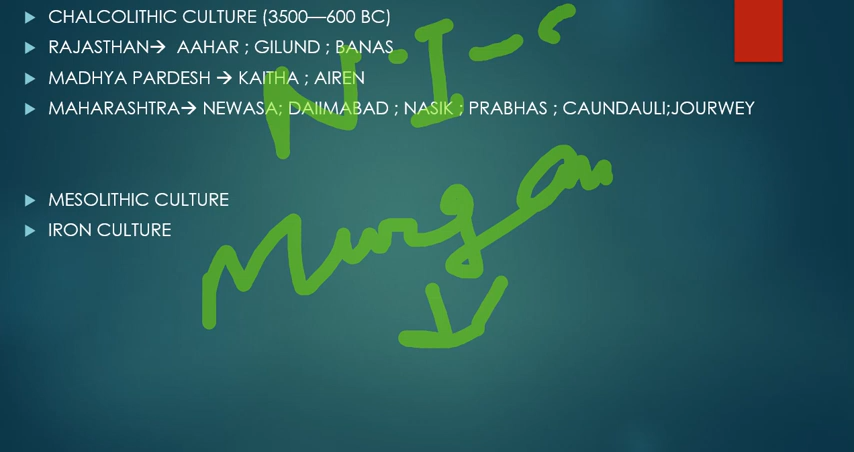 CHALCOLITHIC CULTURE (3500—600 BC)
RAJASTHAN→ AAHAR ; GILUND ; BANAS
MADHYA PARDESH → KAITHA ; AIREN
MAHARASHTRA→ NEWASA; DAIIMABAD ; NASIK ; PRABHAS ; CAUNDAULI;JOURWEY
MESOLITHIC CULTURE
IRON CULTURE